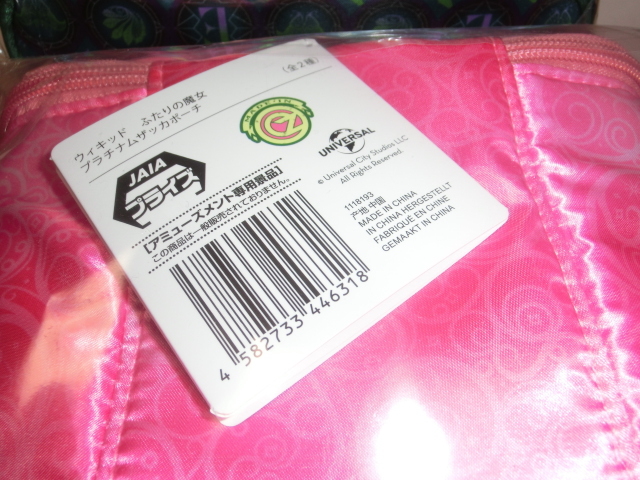 ウィキッド ふたりの魔女
プラチナムザッカポーチ
(全2種)
JAIA
プライズ
[アミューズメント専用景品]
この商品は一般販売されておりません。
MADE IN
UNIVERSAL
© Universal City Studios LLC
All Rights Reserved.
1118193
产地 中国
MADE IN CHINA
IN CHINA HERGESTELLT
FABRIQUE EN CHINE
GEMAAKT IN CHINA
4 582733 446318